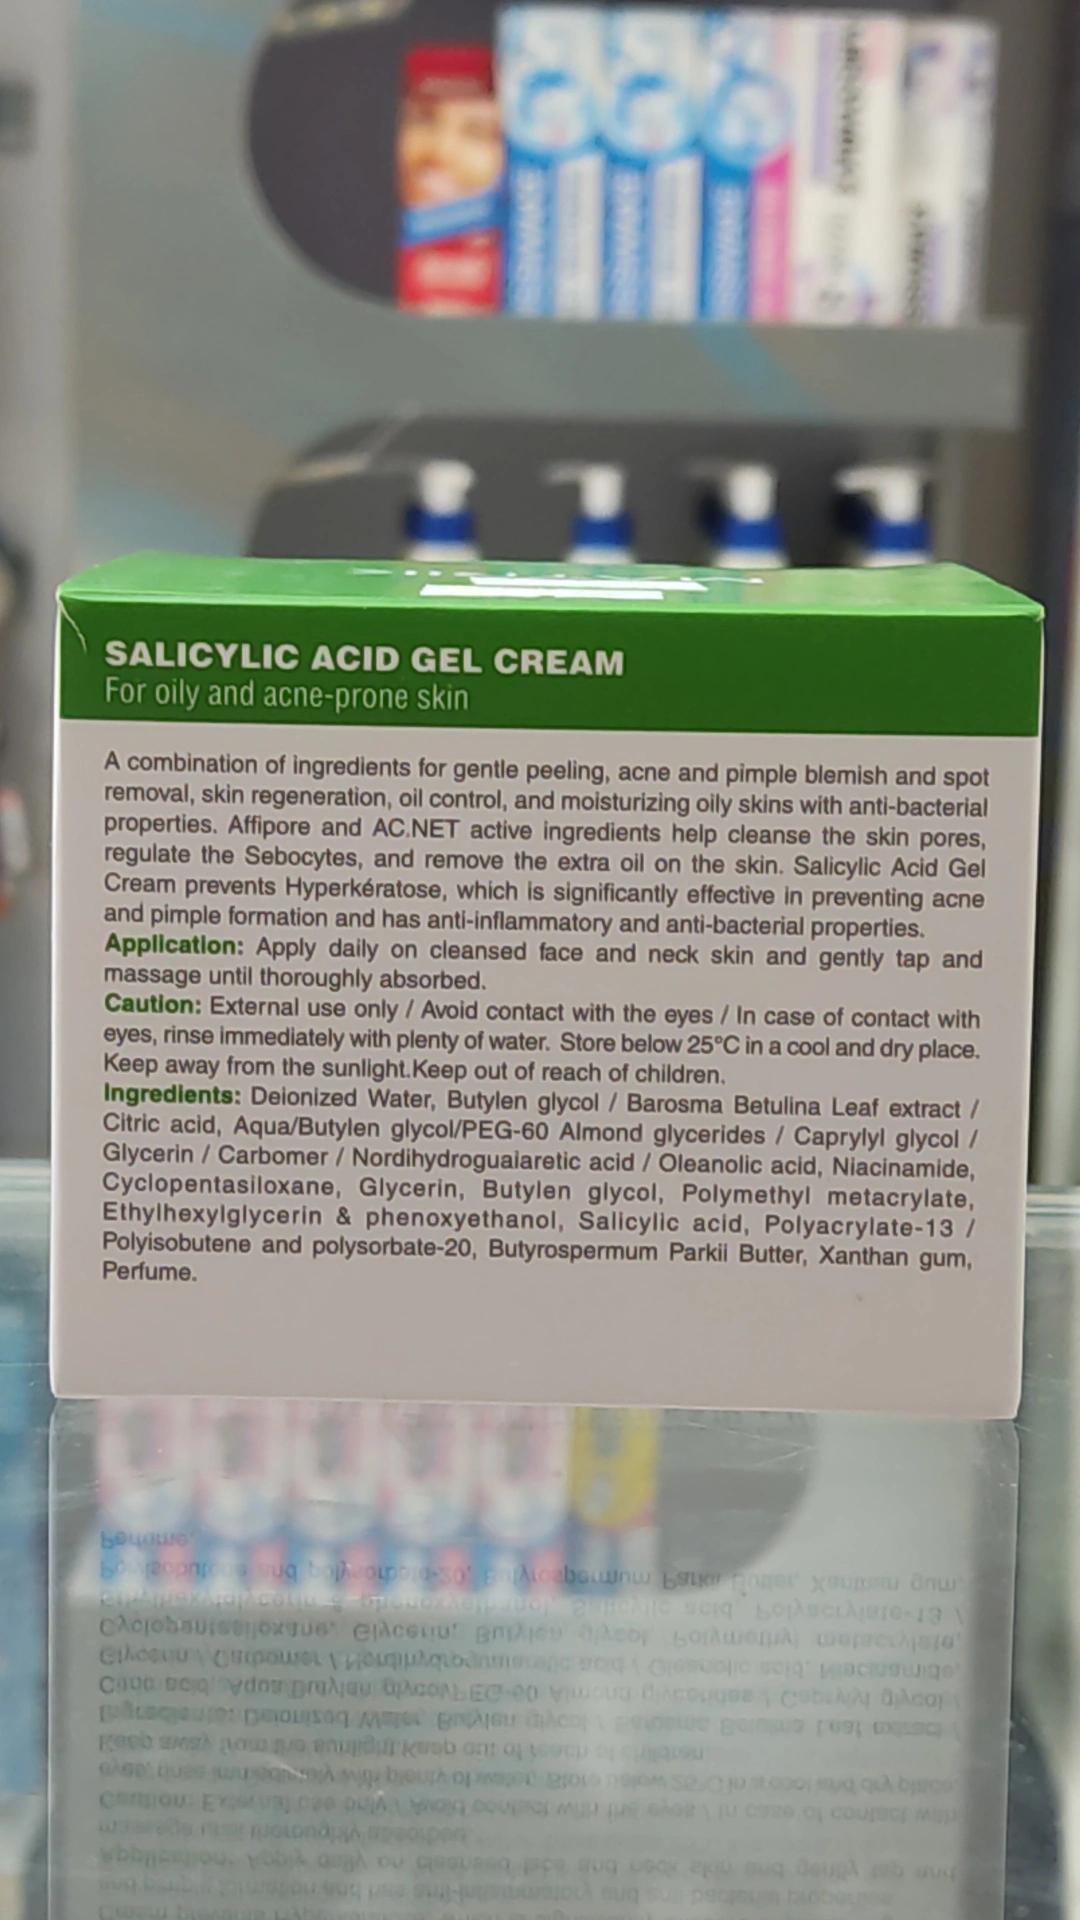 SALICYLIC ACID GEL CREAM
For oily and acne-prone skin
A combination of ingredients for gentle peeling, acne and pimple blemish and spot
removal, skin regeneration, oil control, and moisturizing oily skins with anti-bacterial
properties. Affipore and AC.NET active ingredients help cleanse the skin pores,
regulate the Sebocytes, and remove the extra oil on the skin. Salicylic Acid Gel
Cream prevents Hyperkératose, which is significantly effective in preventing acne
and pimple formation and has anti-inflammatory and anti-bacterial properties.
Application: Apply daily on cleansed face and neck skin and gently tap and
massage until thoroughly absorbed.
Caution: External use only / Avoid contact with the eyes / In case of contact with
eyes, rinse immediately with plenty of water. Store below 25°C in a cool and dry place.
Keep away from the sunlight.Keep out of reach of children.
Ingredients: Deionized Water, Butylen glycol / Barosma Betulina Leaf extract /
Citric acid, Aqua/Butylen glycol/PEG-60 Almond glycerides / Caprylyl glycol /
Glycerin / Carbomer / Nordihydroguaiaretic acid / Oleanolic acid, Niacinamide,
Cyclopentasiloxane, Glycerin, Butylen glycol, Polymethyl metacrylate,
Ethylhexylglycerin & phenoxyethanol, Salicylic acid, Polyacrylate-13 /
Polyisobutene and polysorbate-20, Butyrospermum Parkii Butter, Xanthan gum,
Perfume.